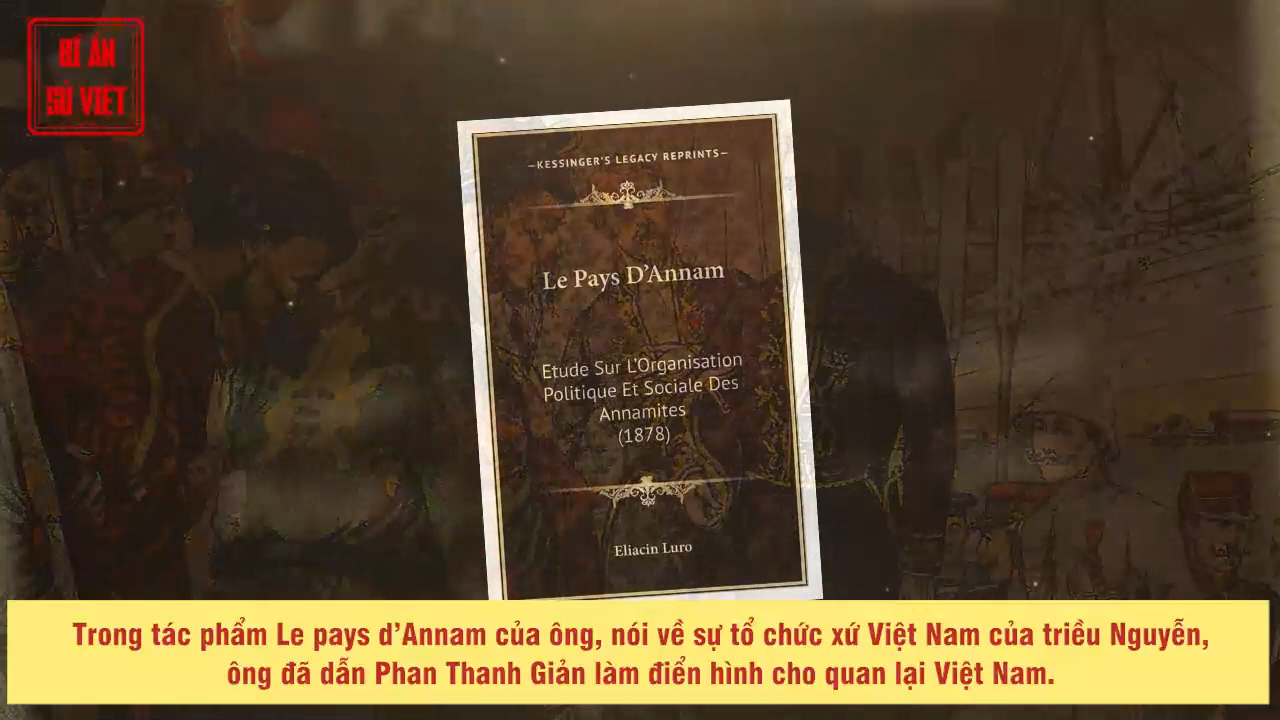 BÍ ẨN
SỬ VIỆT
—KESSINGER'S LEGACY REPRINTS—
Le Pays D'Annam
Etude Sur L'Organisation
Politique Et Sociale Des
Annamites
(1878)
Eliacin Luro
Trong tác phẩm Le pays d'Annam của ông, nói về sự tổ chức xứ Việt Nam của triều Nguyễn,
ông đã dẫn Phan Thanh Giản làm điển hình cho quan lại Việt Nam.